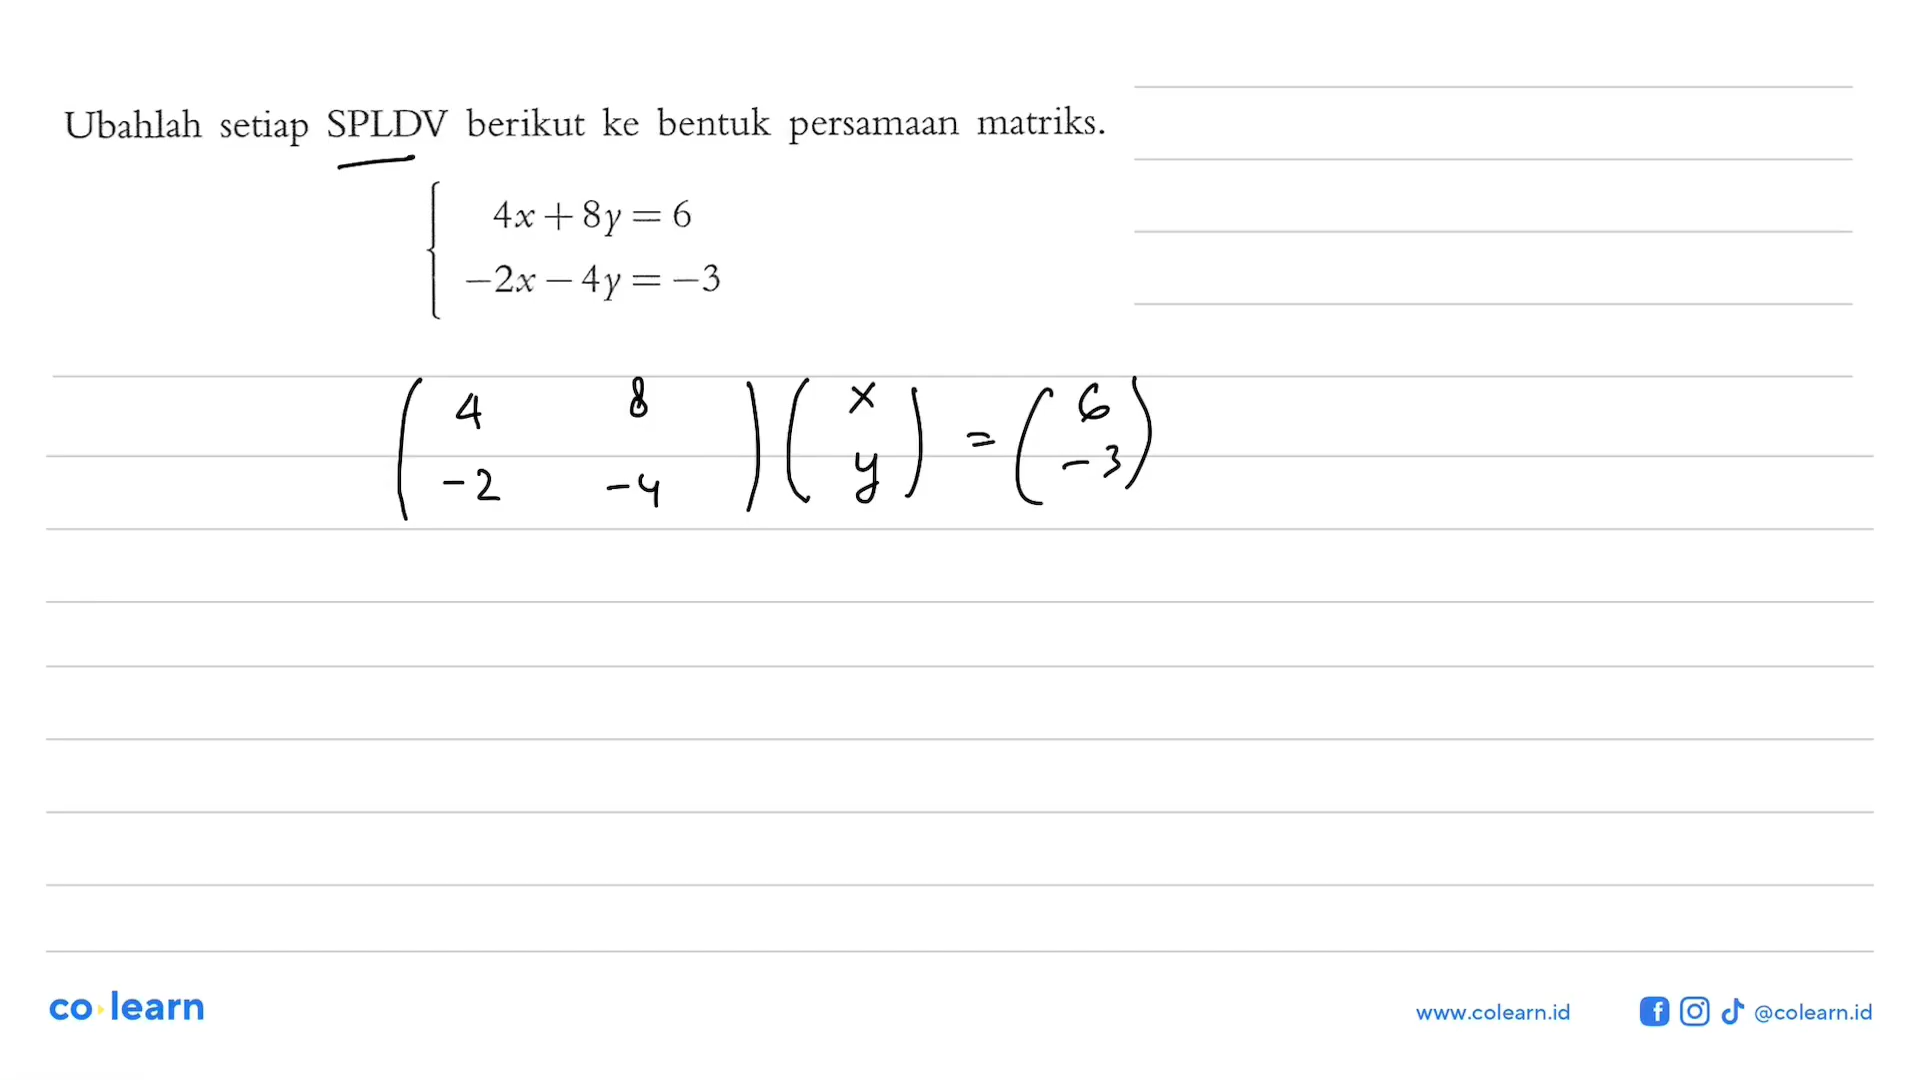 Ubahlah setiap SPLDV berikut ke bentuk persamaan matriks.
4x + 8y = 6
−2x − 4y = −3
4 8 x = 6
-2 -4 y -3
co learn
www.colearn.id @colearn.id